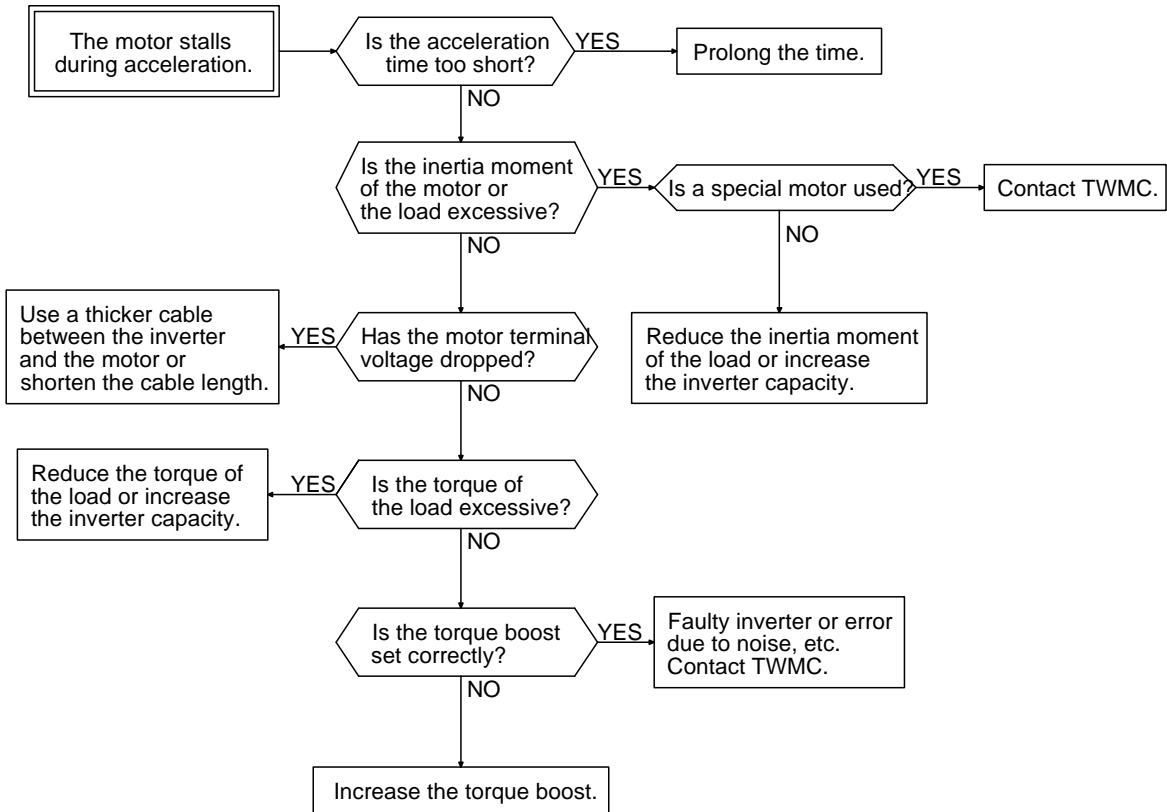 The motor stalls
during acceleration.
Is the acceleration
time too short?
YES
Prolong the time.
NO
Is the inertia moment
of the motor or
the load excessive?
YES
Is a special motor used?
YES
Contact TWMC.
NO
NO
Use a thicker cable
between the inverter
and the motor or
shorten the cable length.
YES
Has the motor terminal
voltage dropped?
Reduce the inertia moment
of the load or increase
the inverter capacity.
NO
Reduce the torque of
the load or increase
the inverter capacity.
YES
Is the torque of
the load excessive?
NO
Is the torque boost
set correctly?
YES
Faulty inverter or error
due to noise, etc.
Contact TWMC.
NO
Increase the torque boost.